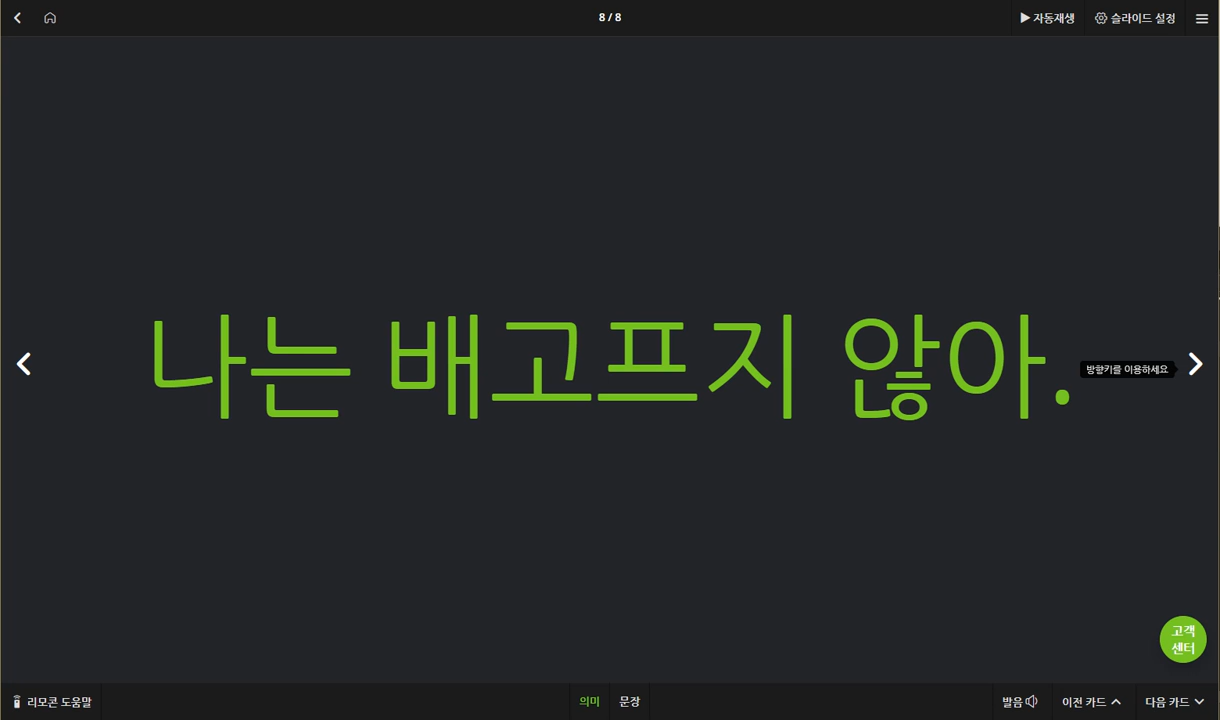 8 / 8
자동재생
슬라이드 설정
나는 배고프지 않아.
방향키를 이용하세요
고객
센터
리모콘 도움말
의미
문장
발음
이전 카드
다음 카드